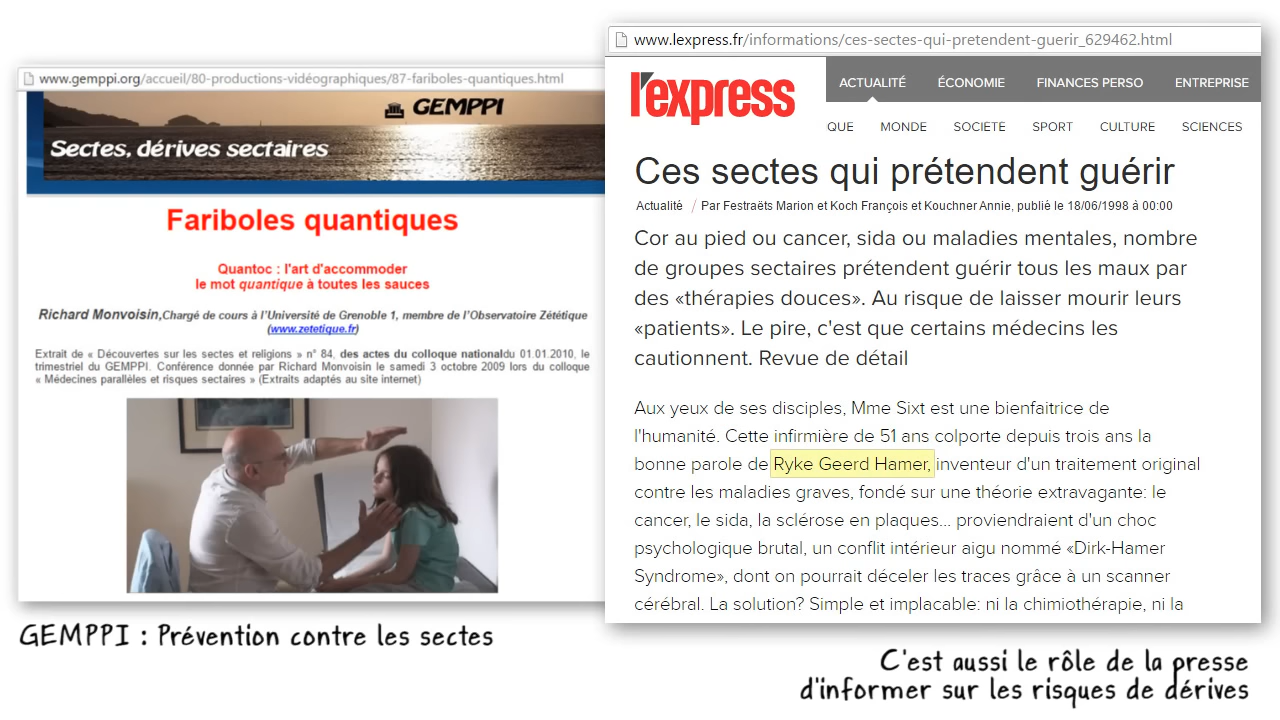 www.gemppi.org/accueil/80-productions-vidéographiques/87-fariboles-quantiques.html
GEMPPI
Sectes, dérives sectaires
Fariboles quantiques
Quantoc : l'art d'accommoder
le mot quantique à toutes les sauces
Richard Monvoisin,Chargé de cours à l'Université de Grenoble 1, membre de l'Observatoire Zététique
(www.zetetique.fr)
Extrait de « Découvertes sur les sectes et religions » n° 84, des actes du colloque nationaldu 01.01.2010, le
trimestriel du GEMPPI. Conférence donnée par Richard Monvoisin le samedi 3 octobre 2009 lors du colloque
« Médecines parallèles et risques sectaires » (Extraits adaptés au site internet)
GEMPPI : Prévention contre les sectes
www.lexpress.fr/informations/ces-sectes-qui-pretendent-guerir_629462.html
l'express
ACTUALITÉ ÉCONOMIE FINANCES PERSO ENTREPRISE
QUE MONDE SOCIETE SPORT CULTURE SCIENCES
Ces sectes qui prétendent guérir
Actualité / Par Festraëts Marion et Koch François et Kouchner Annie, publié le 18/06/1998 à 00:00
Cor au pied ou cancer, sida ou maladies mentales, nombre
de groupes sectaires prétendent guérir tous les maux par
des «thérapies douces». Au risque de laisser mourir leurs
«patients». Le pire, c'est que certains médecins les
cautionnent. Revue de détail
Aux yeux de ses disciples, Mme Sixt est une bienfaitrice de
l'humanité. Cette infirmière de 51 ans colporte depuis trois ans la
bonne parole de Ryke Geerd Hamer, inventeur d'un traitement original
contre les maladies graves, fondé sur une théorie extravagante: le
cancer, le sida, la sclérose en plaques... proviendraient d'un choc
psychologique brutal, un conflit intérieur aigu nommé «Dirk-Hamer
Syndrome», dont on pourrait déceler les traces grâce à un scanner
cérébral. La solution? Simple et implacable: ni la chimiothérapie, ni la
C'est aussi le rôle de la presse
d'informer sur les risques de dérives